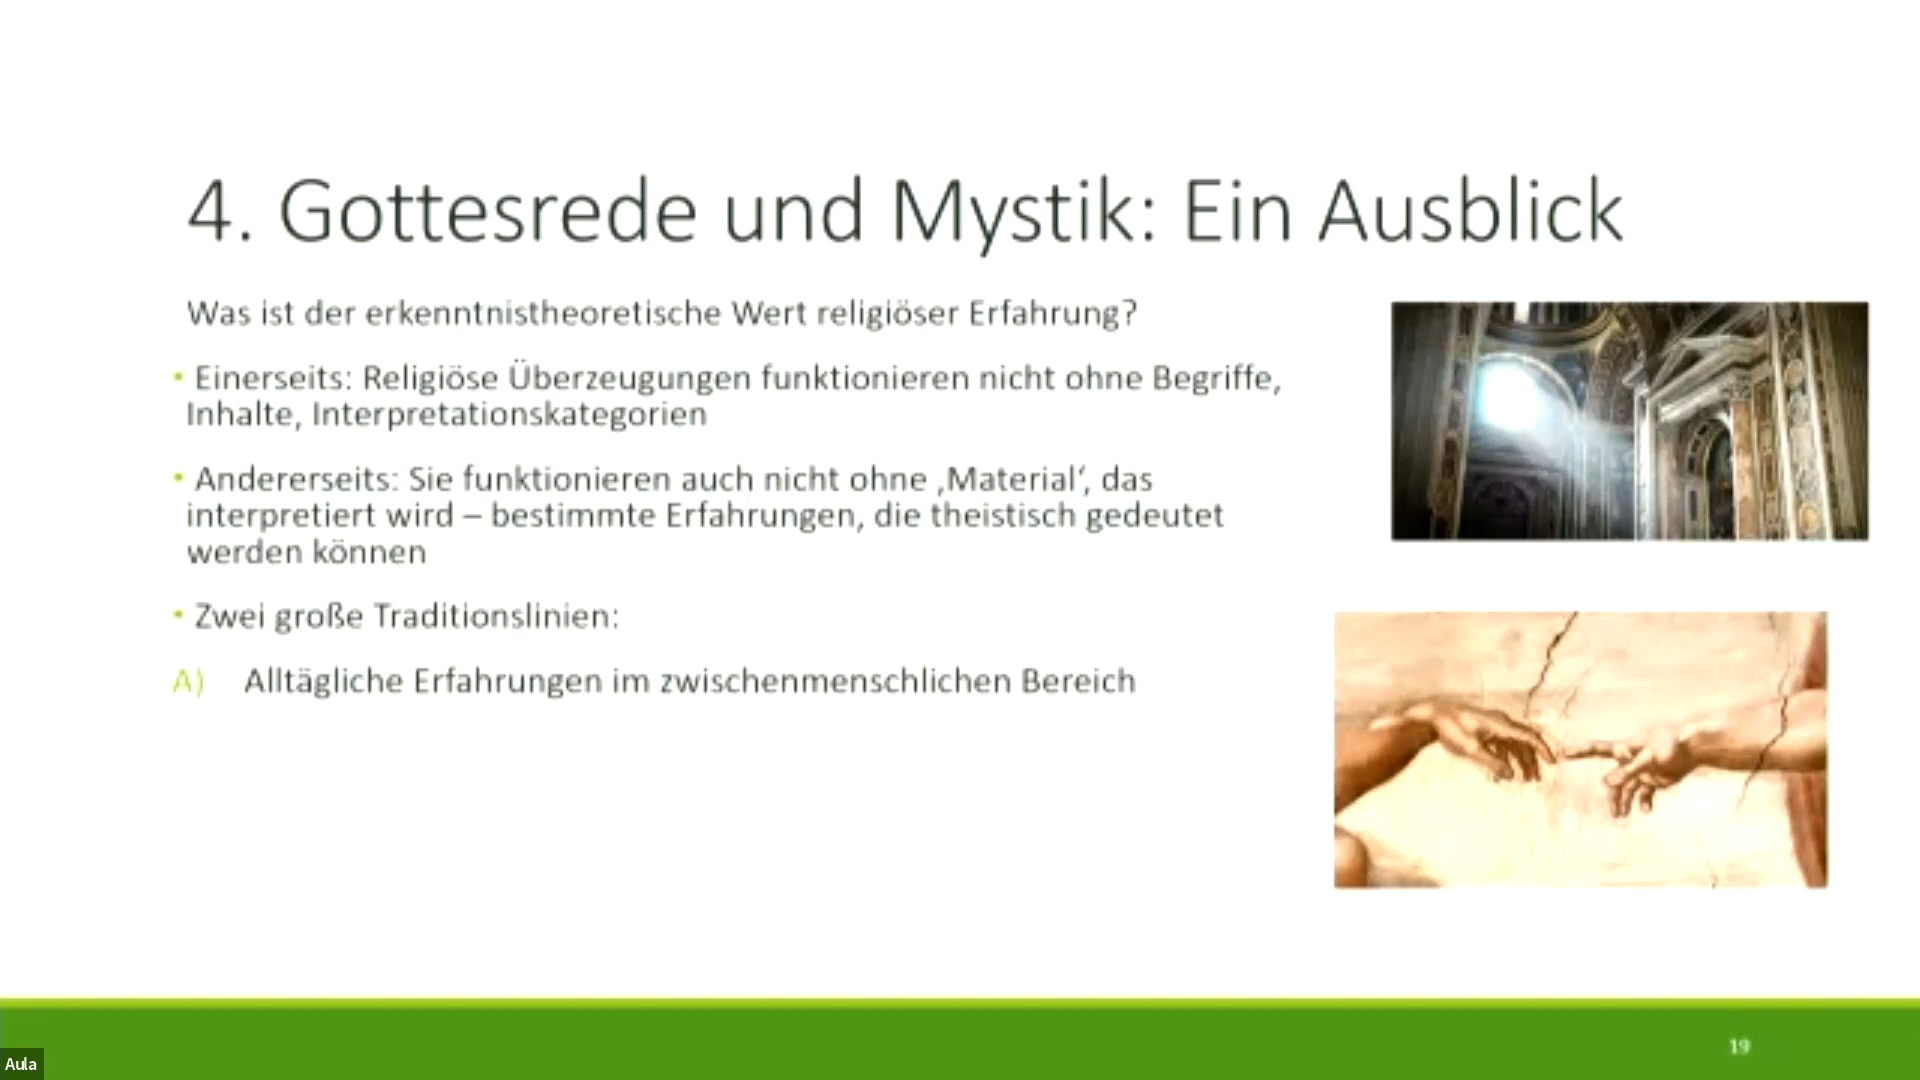 4. Gottesrede und Mystik: Ein Ausblick
Was ist der erkenntnistheoretische Wert religiöser Erfahrung?
• Einerseits: Religiöse Überzeugungen funktionieren nicht ohne Begriffe,
Inhalte, Interpretationskategorien
• Andererseits: Sie funktionieren auch nicht ohne ‚Material‘, das
interpretiert wird – bestimmte Erfahrungen, die theistisch gedeutet
werden können
• Zwei große Traditionslinien:
A) Alltägliche Erfahrungen im zwischenmenschlichen Bereich
19
Aula